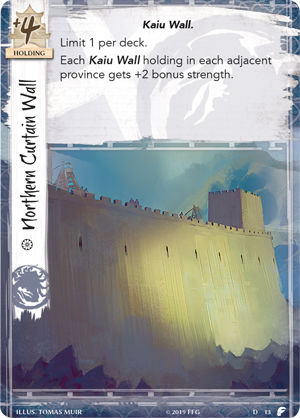 +4
HOLDING
Kaiu Wall.
Limit 1 per deck.
Each Kaiu Wall holding in each adjacent
province gets +2 bonus strength.
Northern Curtain Wall
ILLUS. TOMAS MUIR
© 2019 FFG
D 13